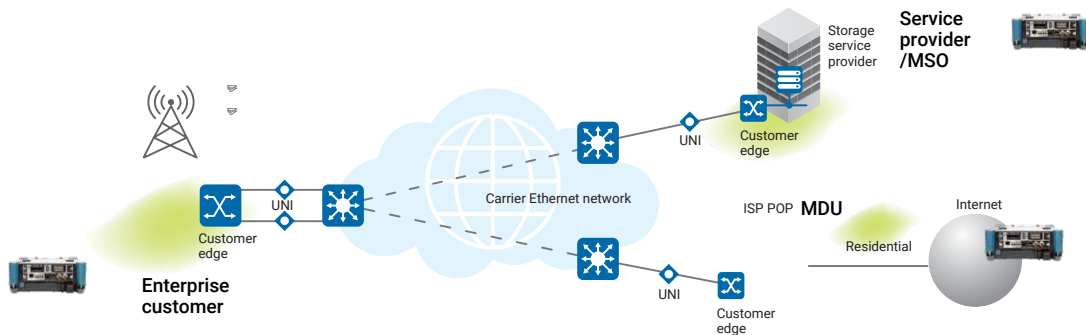 Storage
service
provider
Service
provider
/MSO
Customer
edge
UNI
UNI
Carrier Ethernet network
Customer
edge
Enterprise
customer
ISP POP MDU
Residential
Internet
UNI
Customer
edge